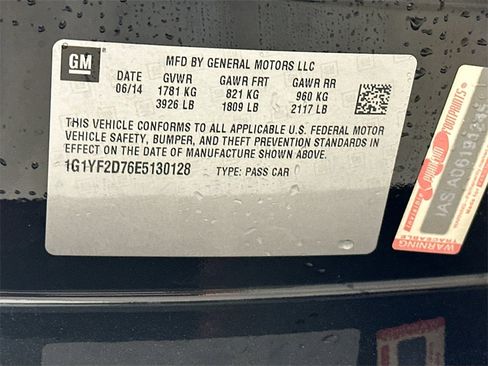 GM
MFD BY GENERAL MOTORS LLC
DATE GVWR GAWR FRT GAWR RR
06/14 1781 KG 821 KG 960 KG
3926 LB 1809 LB 2117 LB
THIS VEHICLE CONFORMS TO ALL APPLICABLE U.S. FEDERAL MOTOR
VEHICLE SAFETY, BUMPER, AND THEFT PREVENTION STANDARDS IN
EFFECT ON THE DATE OF MANUFACTURE SHOWN ABOVE.
1G1YF2D76E5130128 TYPE: PASS CAR
WARNING
TRACEABLE